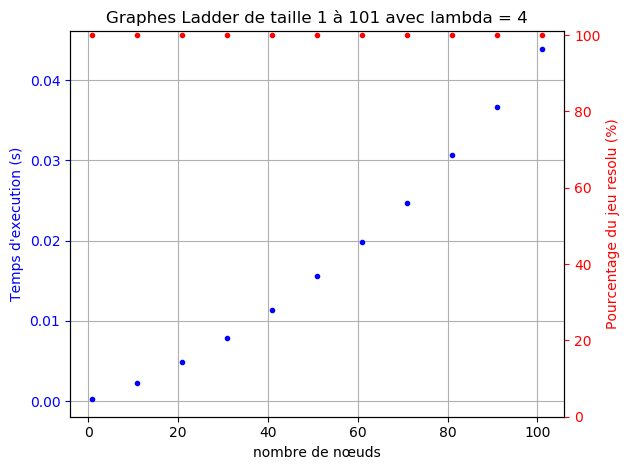 Graphes Ladder de taille 1 à 101 avec lambda = 4
Temps d'execution (s)
0.04
0.03
0.02
0.01
0.00
100
80
60
40
20
0
Pourcentage du jeu resolu (%)
0 20 40 60 80 100
nombre de nœuds